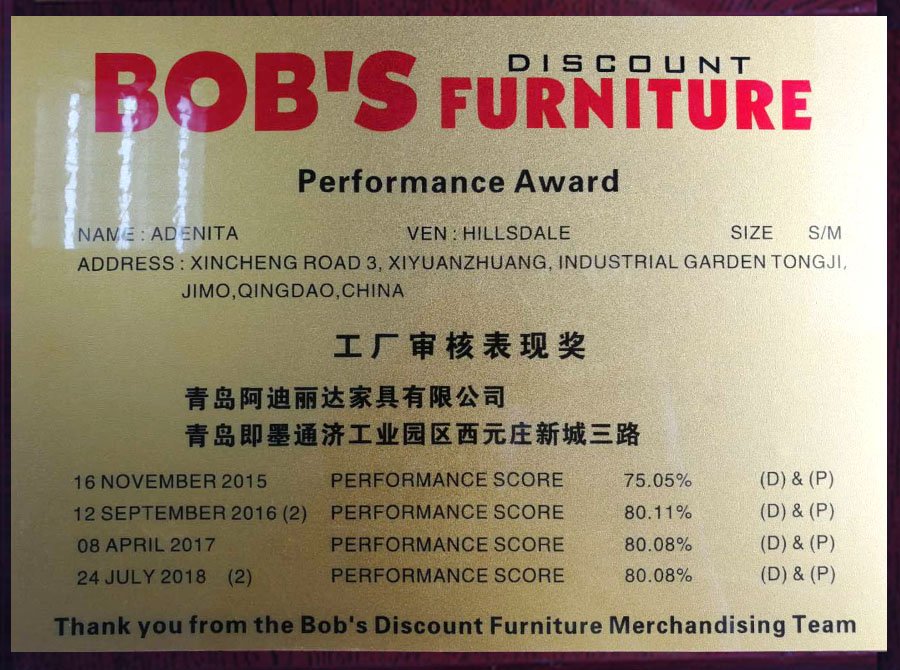 BOB'S DISCOUNT FURNITURE
Performance Award
NAME : ADENITA VEN : HILLSDALE SIZE S/M
ADDRESS : XINCHENG ROAD 3, XIYUANZHUANG, INDUSTRIAL GARDEN TONGJI,
JIMO,QINGDAO,CHINA
工厂审核表现奖
青岛阿迪丽达家具有限公司
青岛即墨通济工业园区西元庄新城三路
16 NOVEMBER 2015 PERFORMANCE SCORE 75.05% (D) & (P)
12 SEPTEMBER 2016 (2) PERFORMANCE SCORE 80.11% (D) & (P)
08 APRIL 2017 PERFORMANCE SCORE 80.08% (D) & (P)
24 JULY 2018 (2) PERFORMANCE SCORE 80.08% (D) & (P)
Thank you from the Bob's Discount Furniture Merchandising Team